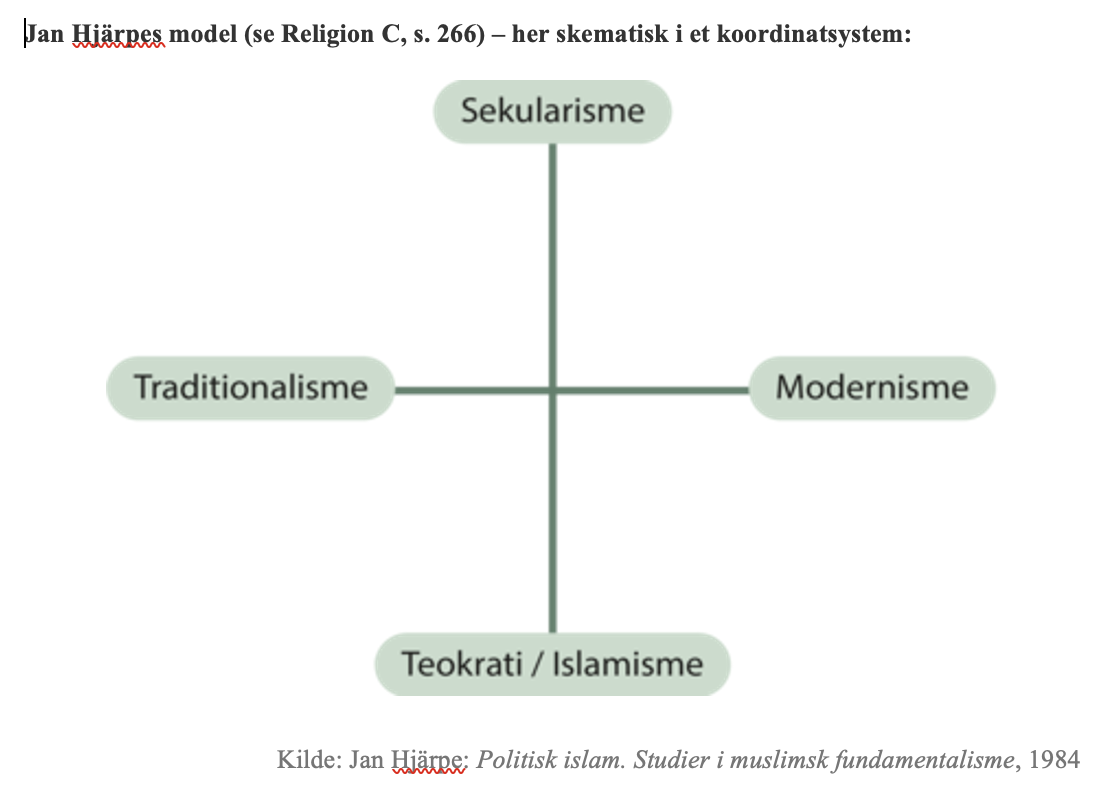 Jan Hjärpes model (se Religion C, s. 266) – her skematisk i et koordinatsystem:
Sekularisme
Traditionalisme
Modernisme
Teokrati / Islamisme
Kilde: Jan Hjärpe: Politisk islam. Studier i muslimsk fundamentalisme, 1984